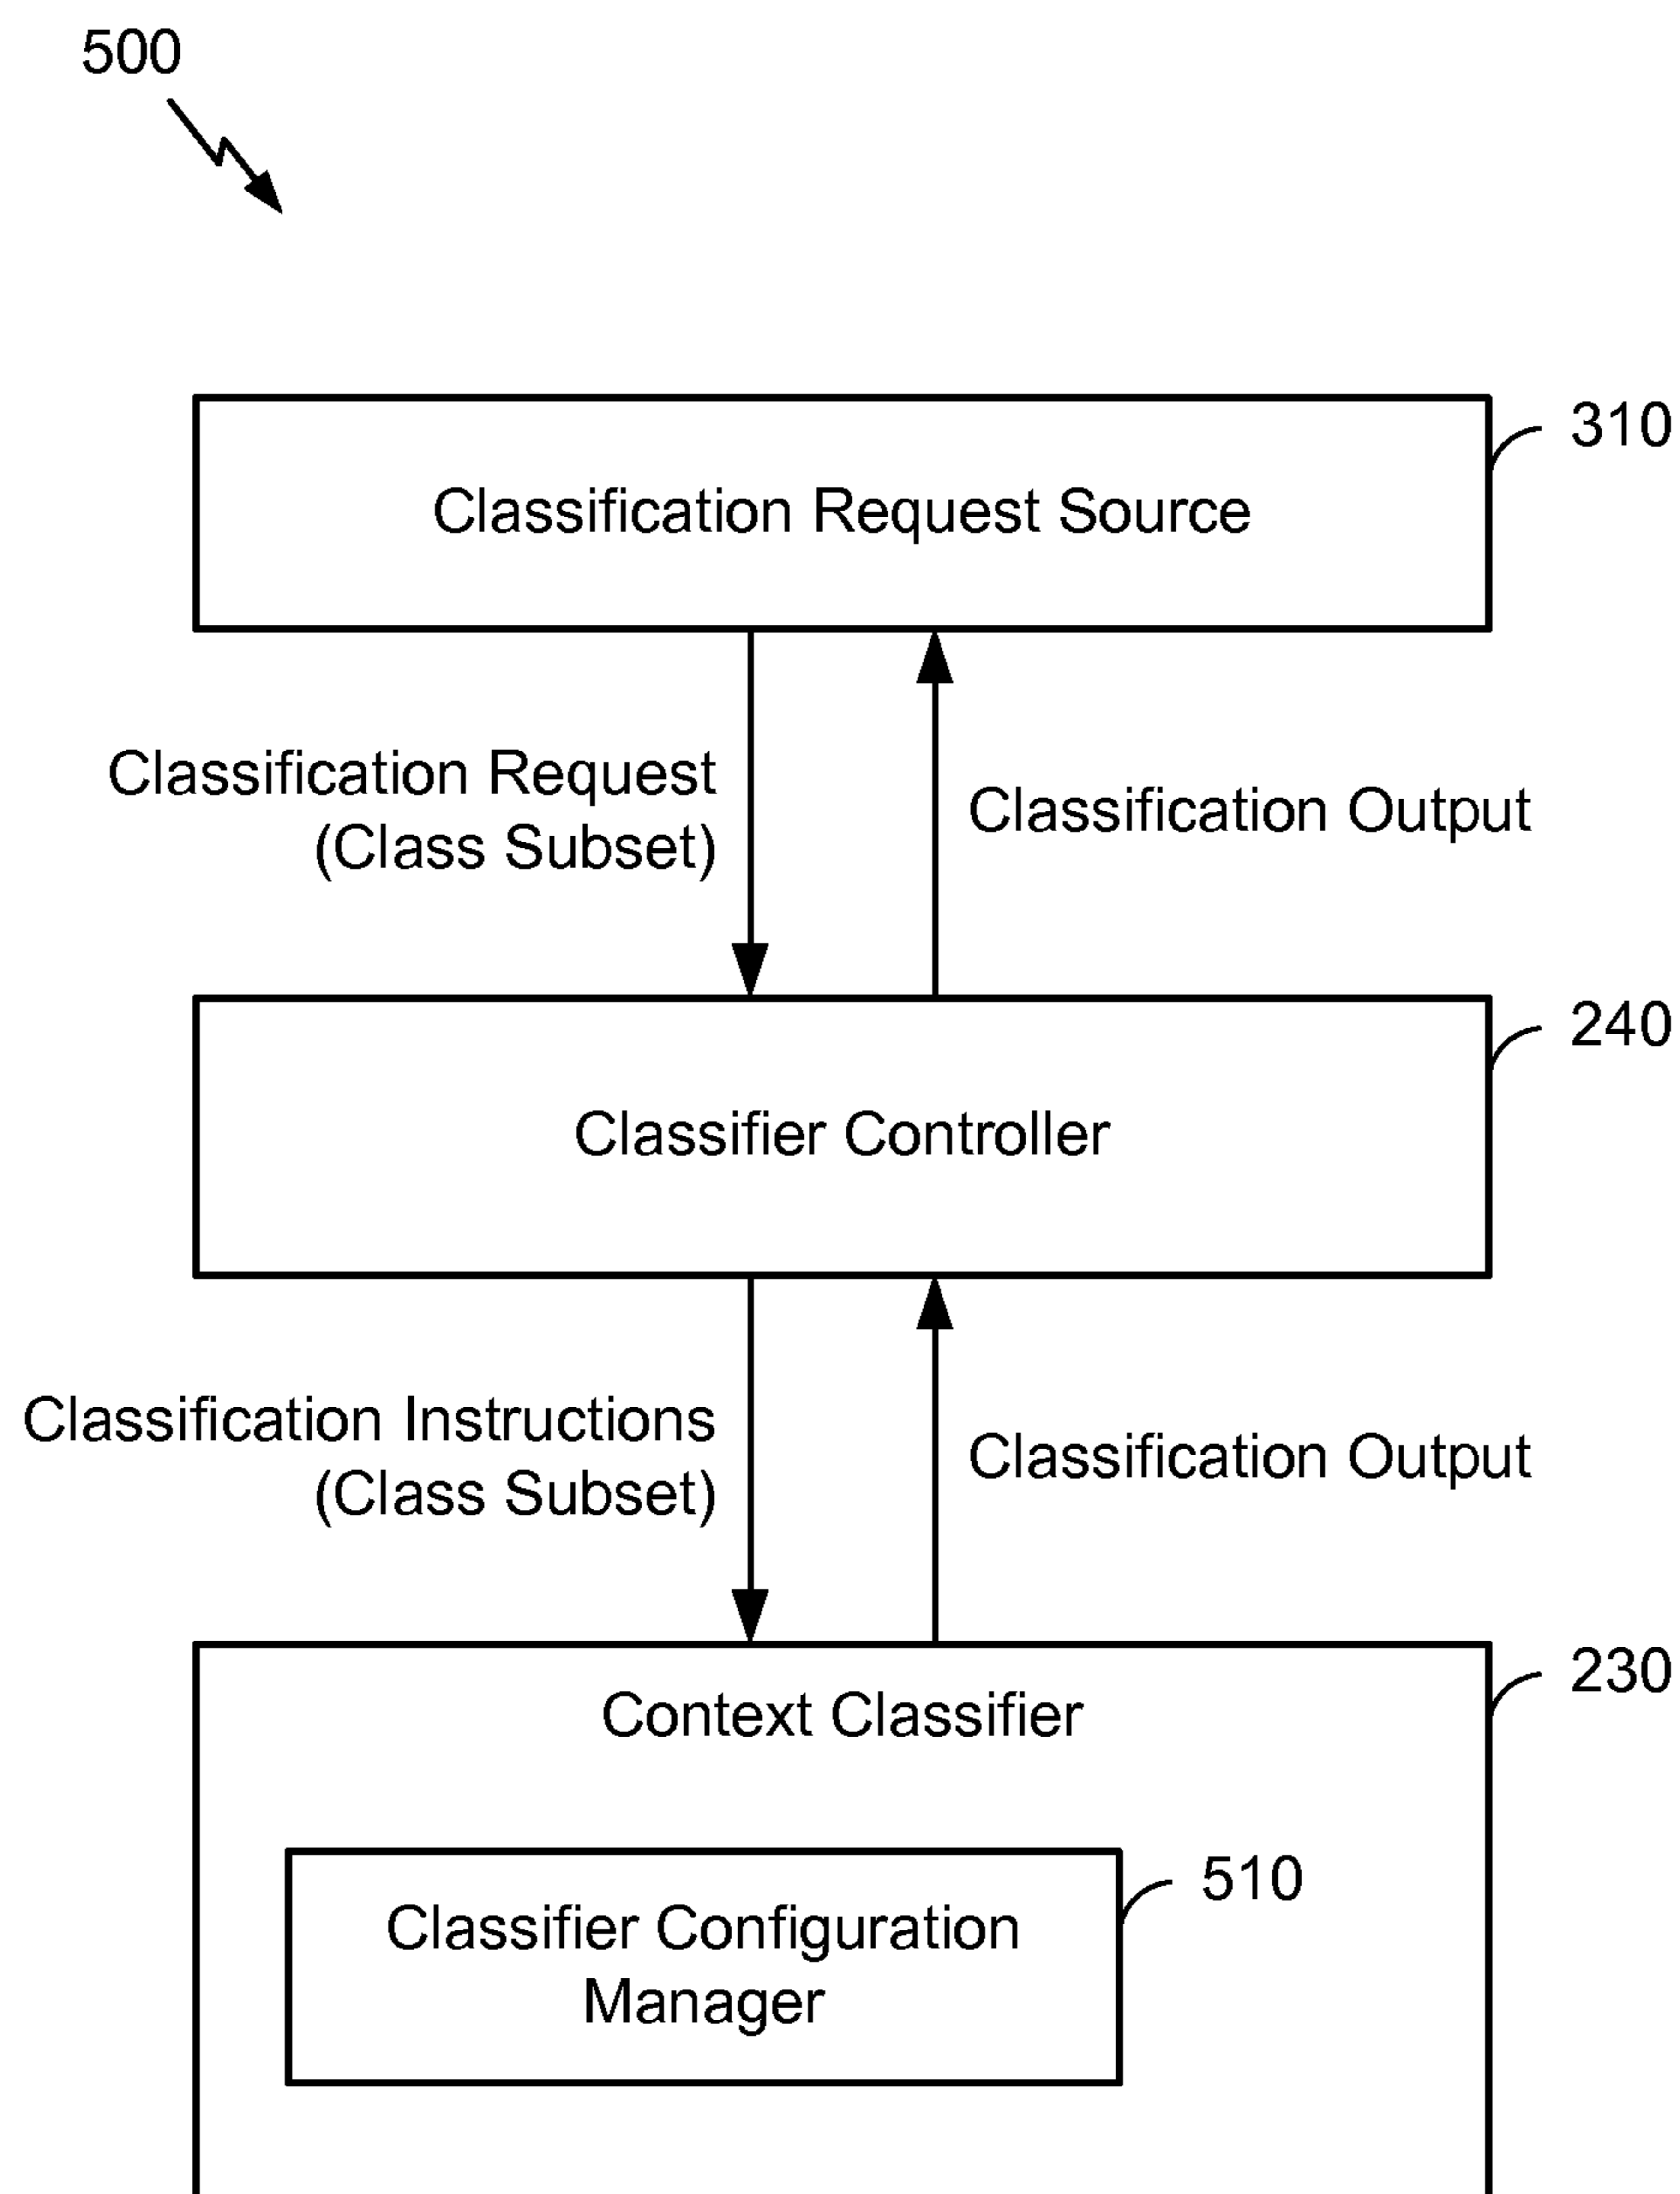 500
310
Classification Request Source
Classification Request
(Class Subset)
Classification Output
240
Classifier Controller
Classification Instructions
(Class Subset)
Classification Output
230
Context Classifier
510
Classifier Configuration
Manager